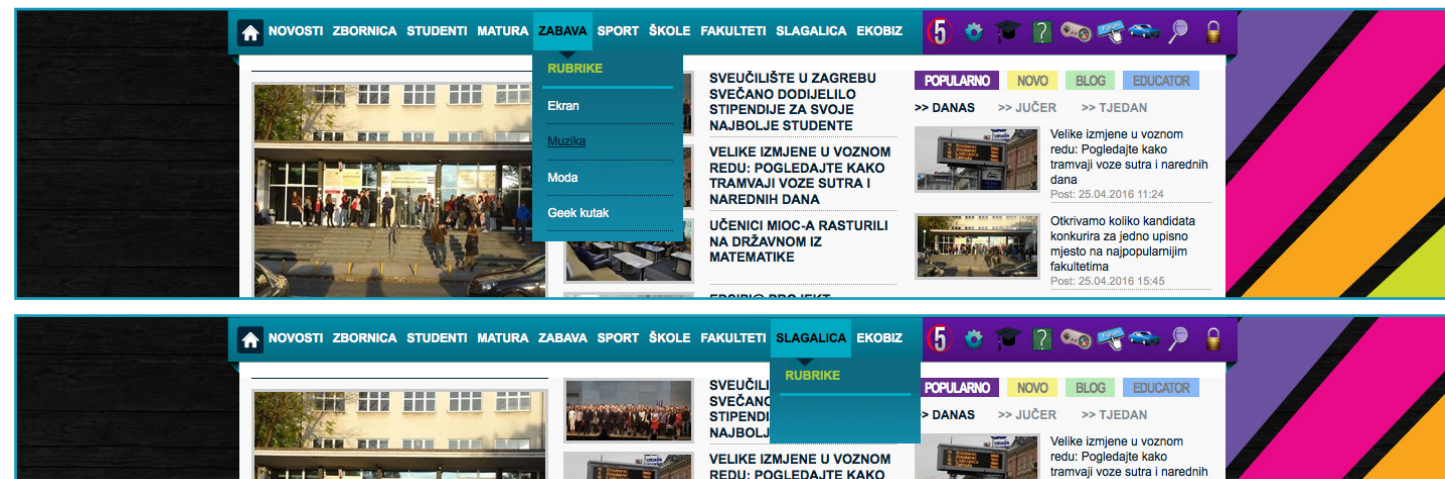 NOVOSTI ZBORNICA STUDENTI MATURA ZABAVA SPORT ŠKOLE FAKULTETI SLAGALICA EKOBIZ
5
RUBRIKE
Ekran
Muzika
Moda
Geek kutak
SVEUČILIŠTE U ZAGREBU
SVEČANO DODIJELILO
STIPENDIJE ZA SVOJE
NAJBOLJE STUDENTE
VELIKE IZMJENE U VOZNOM
REDU: POGLEDAJTE KAKO
TRAMVAJI VOZE SUTRA I
NAREDNIH DANA
UČENICI MIOC-A RASTURILI
NA DRŽAVNOM IZ
MATEMATIKE
POPULARNO NOVO BLOG EDUCATOR
>> DANAS >> JUČER >> TJEDAN
Velike izmjene u voznom
redu: Pogledajte kako
tramvaji voze sutra i narednih
dana
Post: 25.04.2016 11:24
Otkrivamo koliko kandidata
konkurira za jedno upisno
mjesto na najpopularnijim
fakultetima
Post: 25.04.2016 15:45
NOVOSTI ZBORNICA STUDENTI MATURA ZABAVA SPORT ŠKOLE FAKULTETI SLAGALICA EKOBIZ
5
RUBRIKE
SVEUČILI
SVEČANO
STIPENDI
NAJBOLJ
VELIKE IZMJENE U VOZNOM
REDU: POGLEDAJTE KAKO
POPULARNO NOVO BLOG EDUCATOR
> DANAS >> JUČER >> TJEDAN
Velike izmjene u voznom
redu: Pogledajte kako
tramvaji voze sutra i narednih